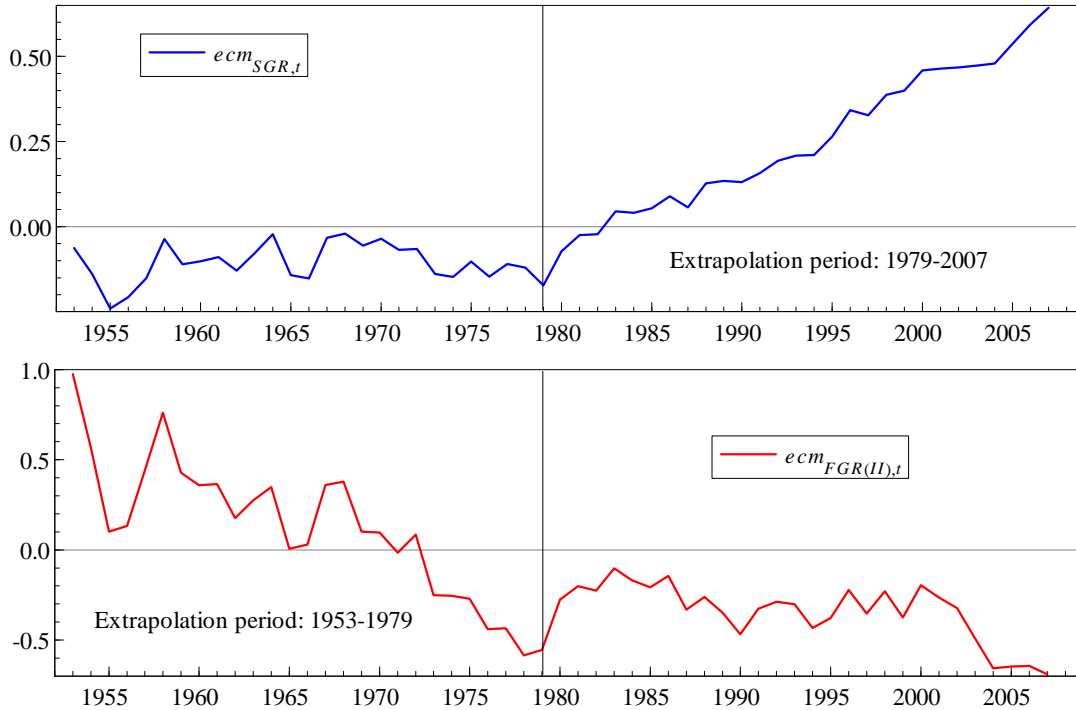 0.50
0.25
0.00
ecm_SGR,t
Extrapolation period: 1979-2007
1955 1960 1965 1970 1975 1980 1985 1990 1995 2000 2005
1.0
0.5
0.0
-0.5
ecm_FGR(II),t
Extrapolation period: 1953-1979
1955 1960 1965 1970 1975 1980 1985 1990 1995 2000 2005